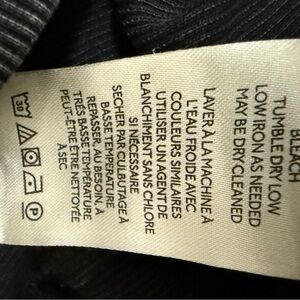 BLEACH
TUMBLE DRY LOW
LOW IRON AS NEEDED
MAY BE DRY CLEANED
LAVER À LA MACHINE À
L'EAU FROIDE AVEC
COULEURS SIMILAIRES
UTILISER UN AGENT DE
BLANCHIMENT SANS CHLORE
SI NÉCESSAIRE
SECHER PAR CULBUTAGE À
BASSE TEMPÉRATURE
REPASSER, AU BESOIN, À
TRÈS BASSE TEMPÉRATURE
PEUT-ÊTRE ÊTRE NETTOYÉE
À SEC
30
P